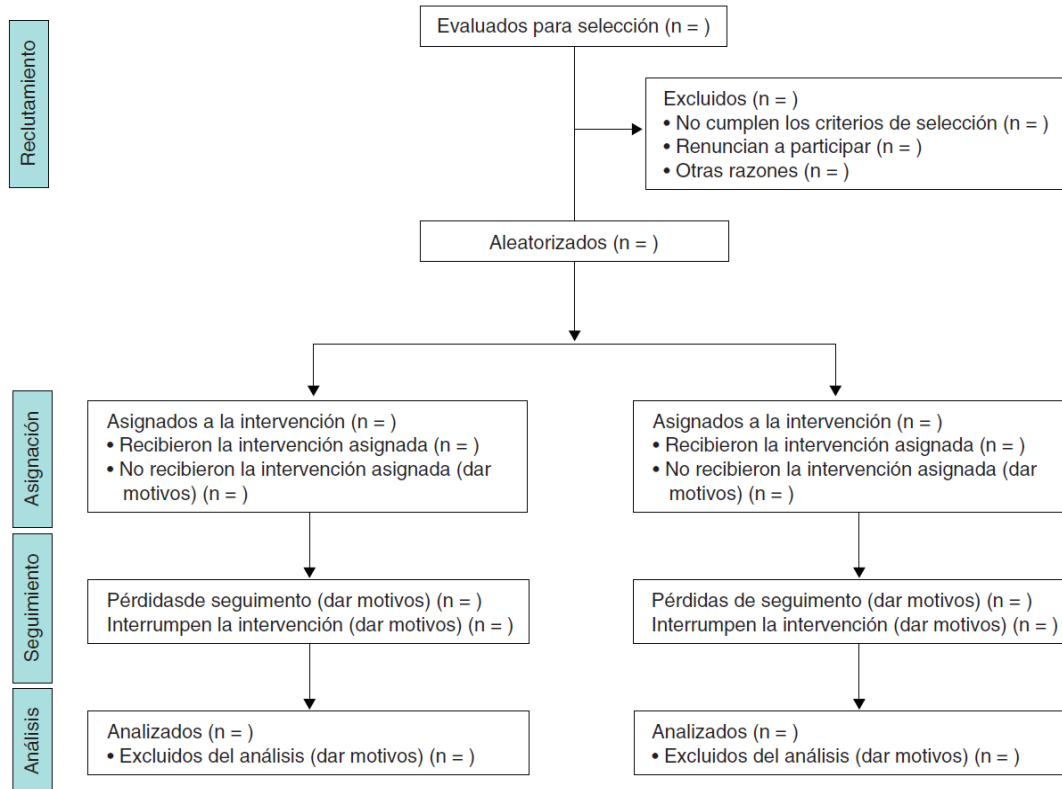 Reclutamiento
Evaluados para selección (n = )
Excluidos (n = )
• No cumplen los criterios de selección (n = )
• Renuncian a participar (n = )
• Otras razones (n = )
Aleatorizados (n = )
Asignación
Asignados a la intervención (n = )
• Recibieron la intervención asignada (n = )
• No recibieron la intervención asignada (dar
motivos) (n = )
Asignados a la intervención (n = )
• Recibieron la intervención asignada (n = )
• No recibieron la intervención asignada (dar
motivos) (n = )
Seguimiento
Pérdidasde seguimento (dar motivos) (n = )
Interrumpen la intervención (dar motivos) (n = )
Pérdidas de seguimento (dar motivos) (n = )
Interrumpen la intervención (dar motivos) (n = )
Análisis
Analizados (n = )
• Excluidos del análisis (dar motivos) (n = )
Analizados (n = )
• Excluidos del análisis (dar motivos) (n = )